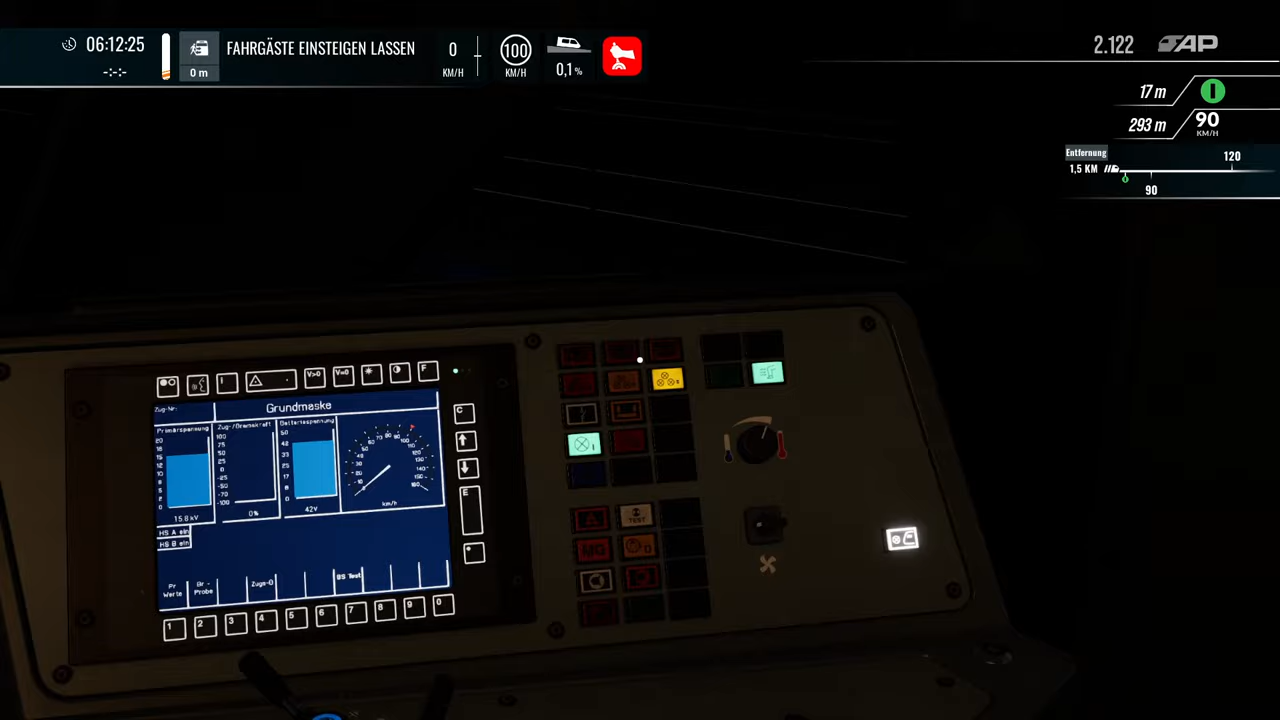 06:12:25
-:-:-
0 m
FAHRGÄSTE EINSTEIGEN LASSEN
0
KM/H
100
KM/H
0,1 %
2.122 AP
17 m
293 m 90
KM/H
Entfernung
1,5 KM
120
90
V>0 V=0 F
Zug-Nr:
Grundmaske
Primärspannung
Zug-/Bremskraft
Batteriespannung
km/h
15.8 kV
0%
42V
HS A ein
HS B ein
Pr Werte
Br - Probe
Zugs-D
BS Test
C
E
1 2 3 4 5 6 7 8 9 0
TEST
MG
D